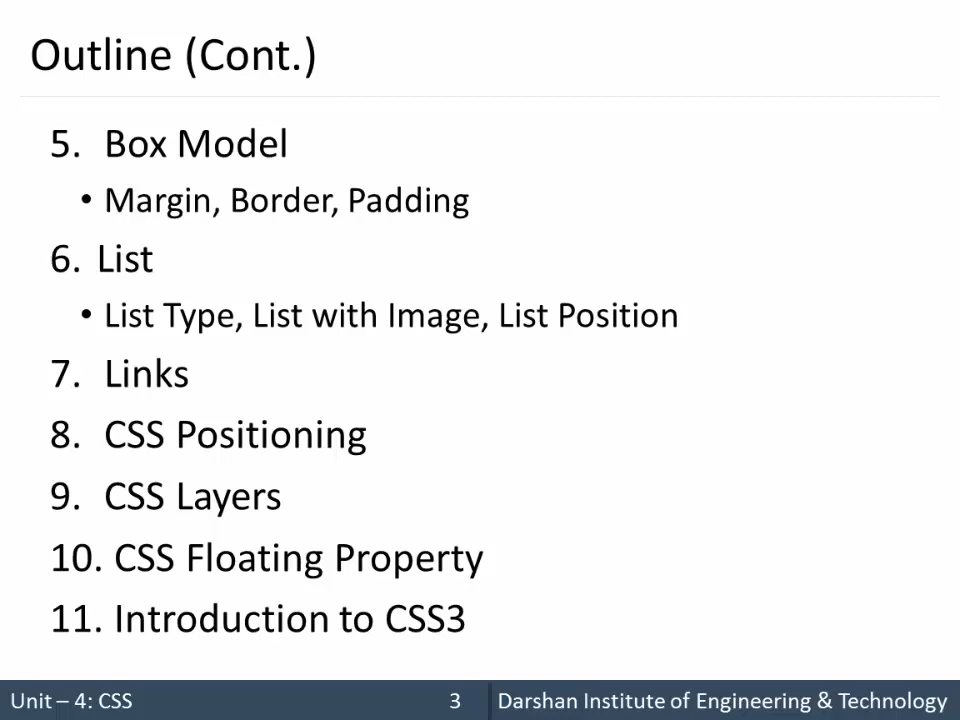 Outline (Cont.)
5. Box Model
• Margin, Border, Padding
6. List
• List Type, List with Image, List Position
7. Links
8. CSS Positioning
9. CSS Layers
10. CSS Floating Property
11. Introduction to CSS3
Unit – 4: CSS 3 Darshan Institute of Engineering & Technology